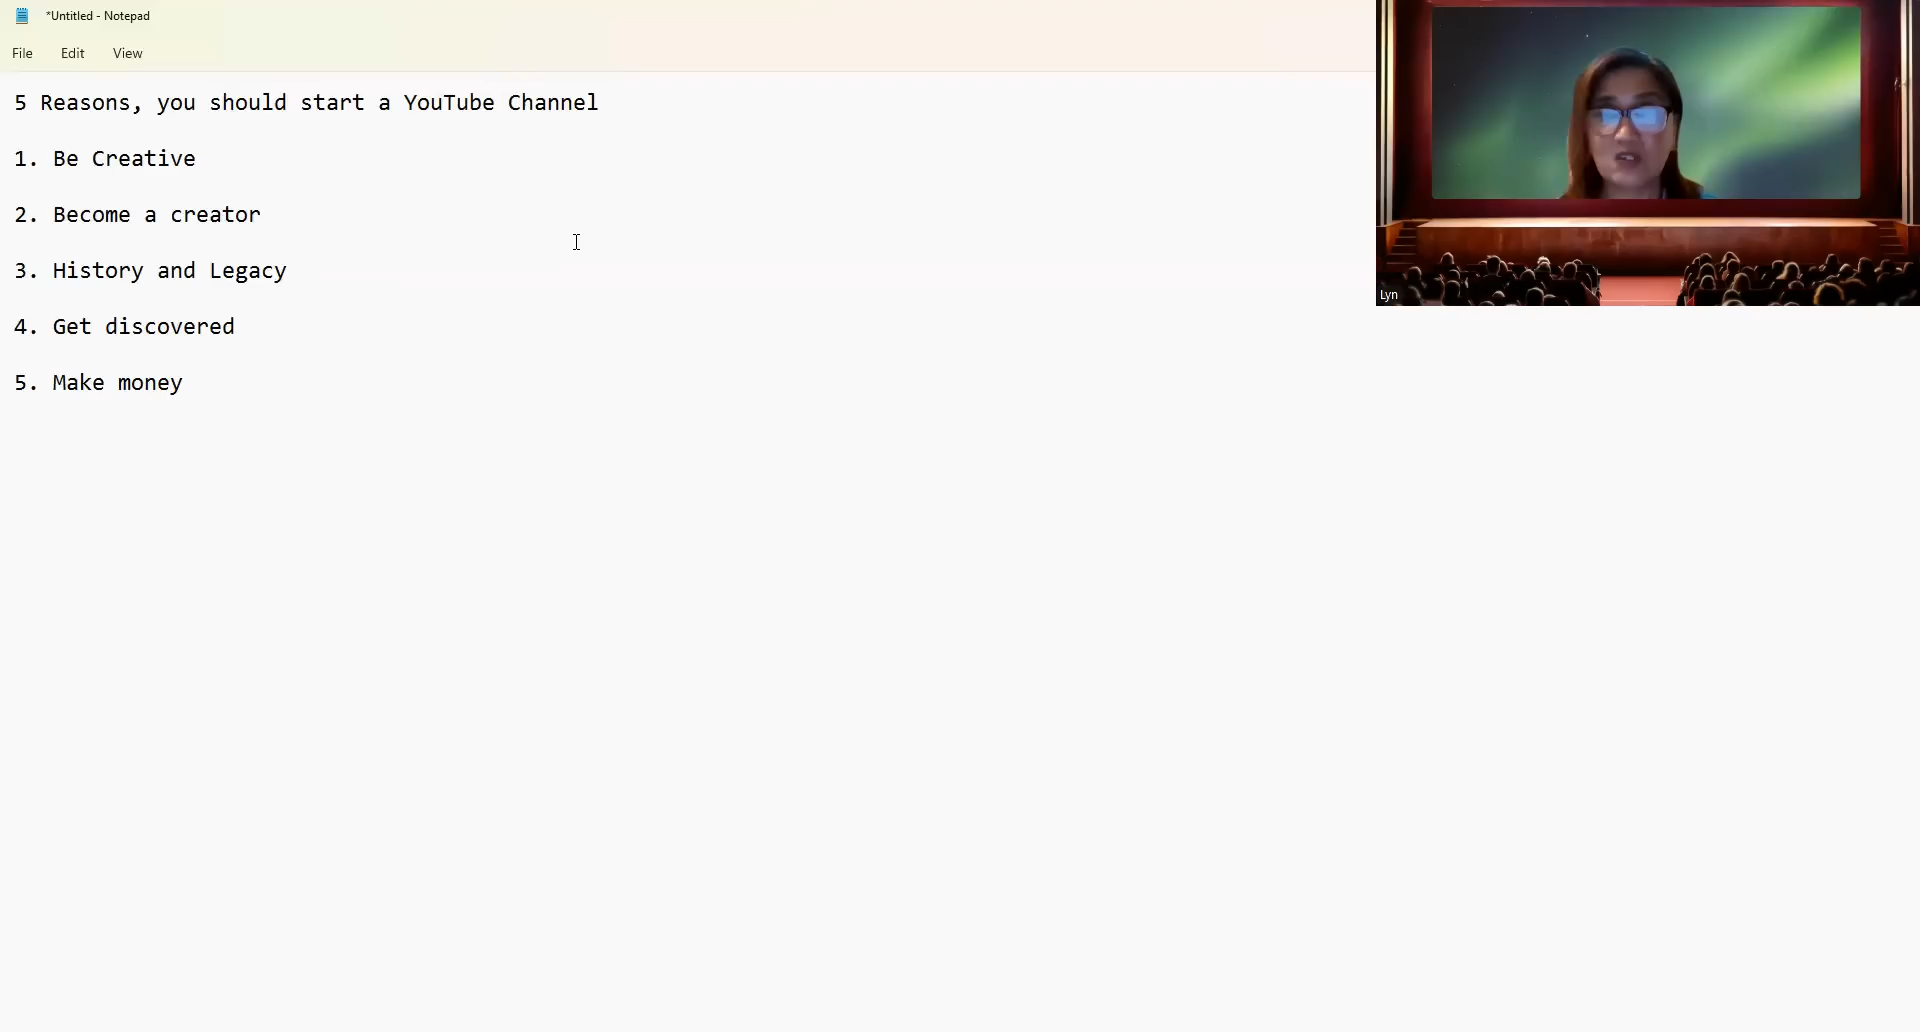 *Untitled - Notepad
File Edit View
5 Reasons, you should start a YouTube Channel
1. Be Creative
2. Become a creator
3. History and Legacy
4. Get discovered
5. Make money
Lyn